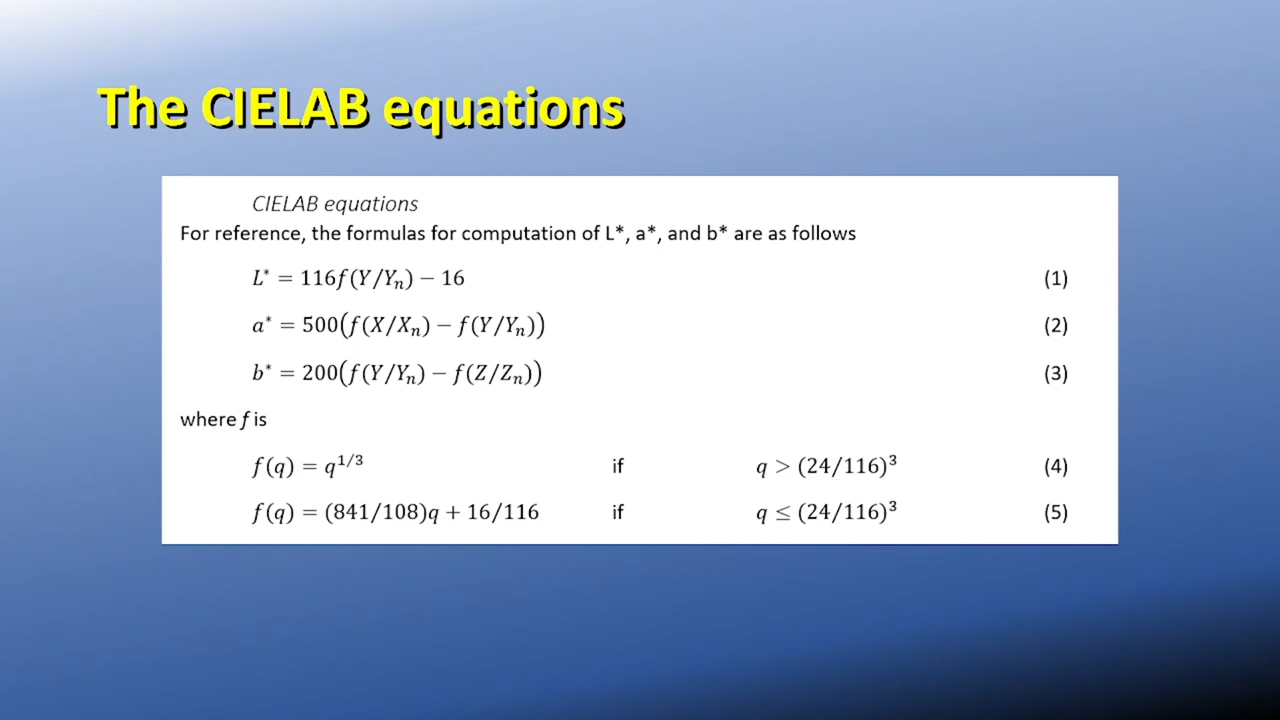 The CIELAB equations
CIELAB equations
For reference, the formulas for computation of L*, a*, and b* are as follows
L* = 116f(Y/Yₙ) − 16 (1)
a* = 500(f(X/Xₙ) − f(Y/Yₙ)) (2)
b* = 200(f(Y/Yₙ) − f(Z/Zₙ)) (3)
where f is
f(q) = q^1/3 if q > (24/116)³ (4)
f(q) = (841/108)q + 16/116 if q ≤ (24/116)³ (5)